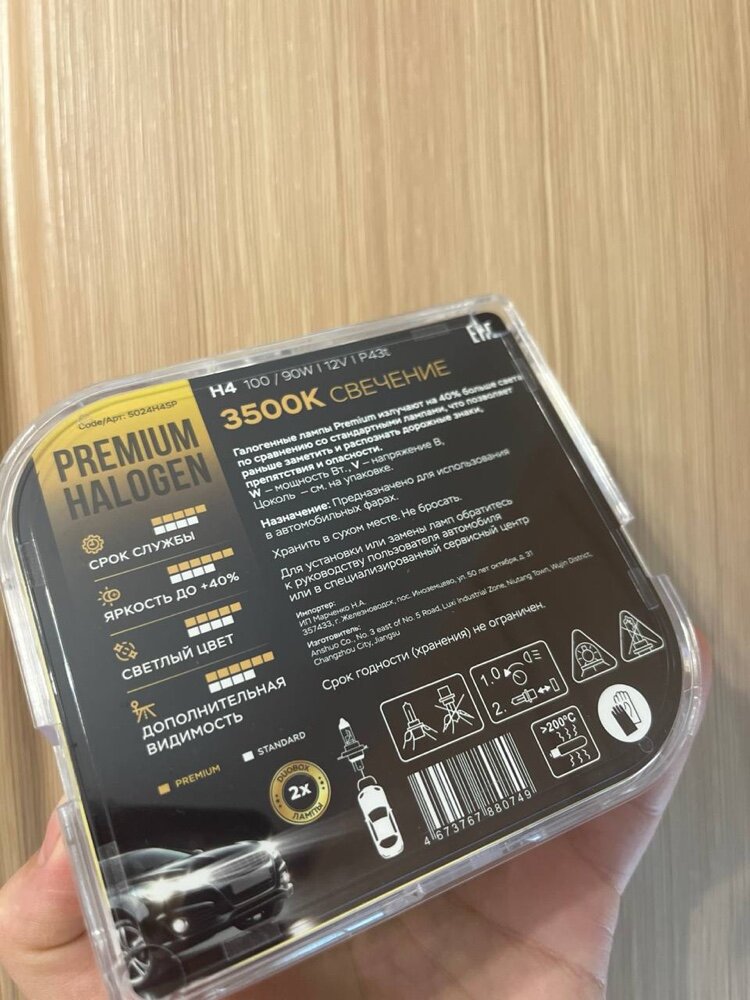 EAC
H4 100 / 90W | 12V | P43t
3500K СВЕЧЕНИЕ
Галогенные лампы Premium излучают на 40% больше света
по сравнению со стандартными лампами, что позволяет
раньше заметить и распознать дорожные знаки,
препятствия и опасности.
W – мощность Вт., V – напряжение В,
Цоколь – см. на упаковке.
Назначение: Предназначено для использования
в автомобильных фарах.
Хранить в сухом месте. Не бросать.
Для установки или замены ламп обратитесь
к руководству пользователя автомобиля
или в специализированный сервисный центр
Импортер:
ИП Марченко Н.А.
357433, г. Железноводск, пос. Иноземцево, ул. 50 лет октября, д. 31
Изготовитель:
Anshuo Co., No. 3 east of No. 5 Road, Luxi Industrial Zone, Niutang Town, Wujin District,
Changzhou City, Jiangsu
Срок годности (хранения) не ограничен.
Code/Арт: S024H4SP
PREMIUM
HALOGEN
СРОК СЛУЖБЫ
ЯРКОСТЬ ДО +40%
СВЕТЛЫЙ ЦВЕТ
ДОПОЛНИТЕЛЬНАЯ
ВИДИМОСТЬ
PREMIUM
STANDARD
DUOBOX
2x
ЛАМПЫ
1.
2.
>200°C
4 673767 880749